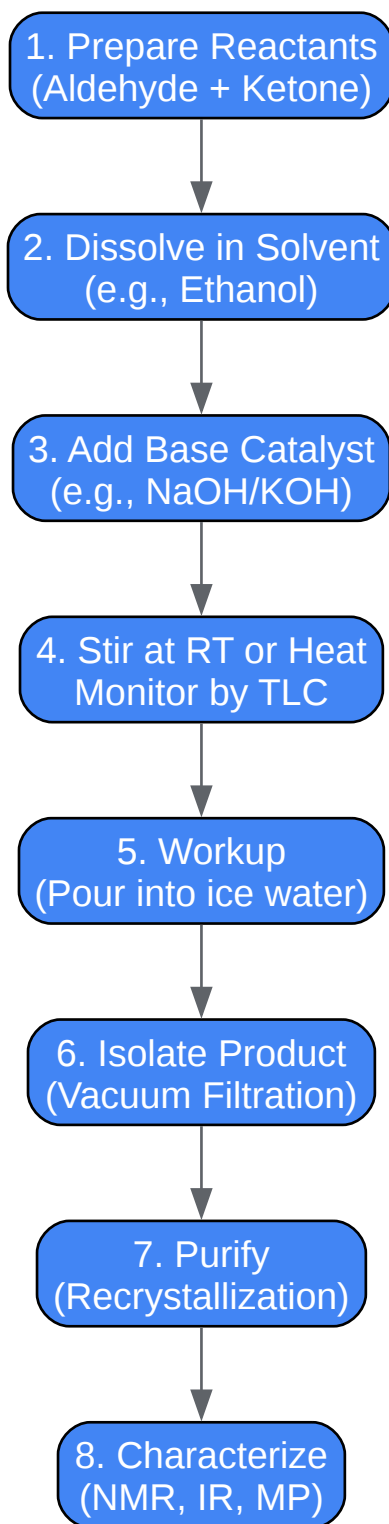 1. Prepare Reactants
(Aldehyde + Ketone)
2. Dissolve in Solvent
(e.g., Ethanol)
3. Add Base Catalyst
(e.g., NaOH/KOH)
4. Stir at RT or Heat
Monitor by TLC
5. Workup
(Pour into ice water)
6. Isolate Product
(Vacuum Filtration)
7. Purify
(Recrystallization)
8. Characterize
(NMR, IR, MP)